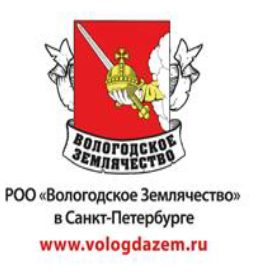 ВОЛОГОДСКОЕ
ЗЕМЛЯЧЕСТВО
РОО «Вологодское Землячество»
в Санкт-Петербурге
www.vologdazem.ru